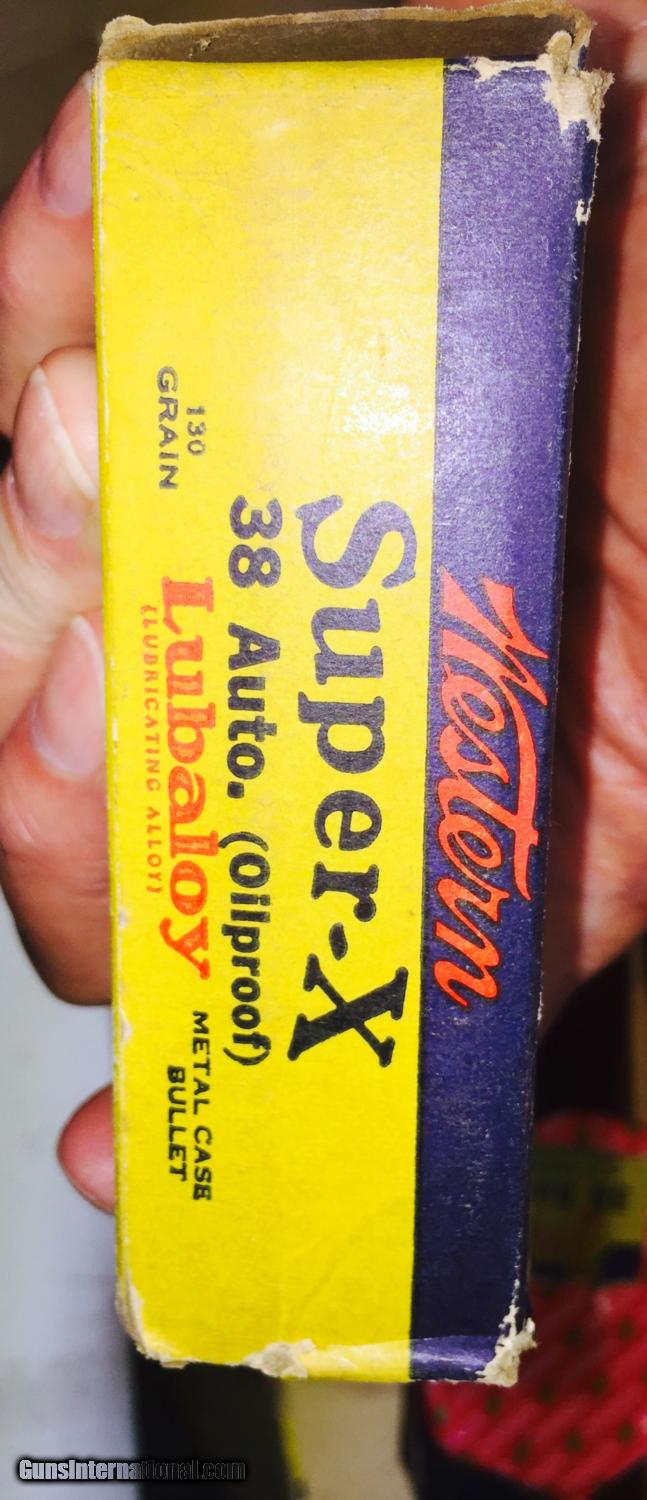 Western
Super-X
38 Auto. (Oilproof)
130
GRAIN
Lubaloy
(LUBRICATING ALLOY)
METAL CASE
BULLET
GunsInternational.com